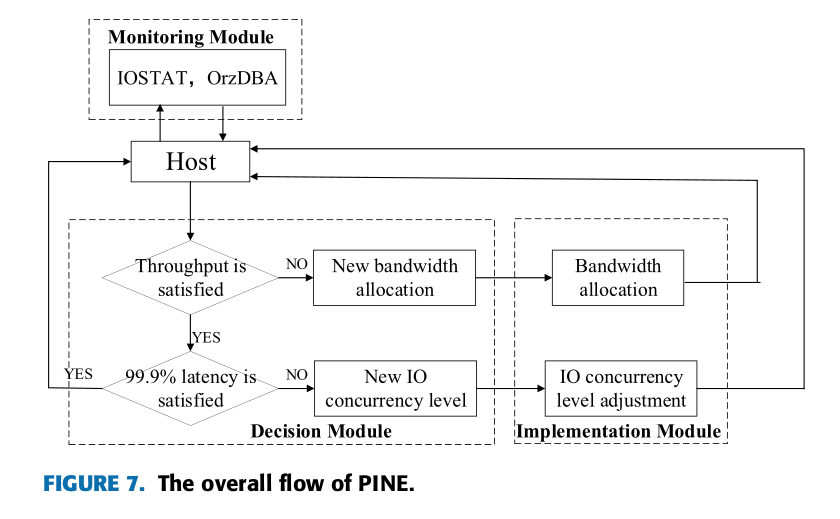 Monitoring Module
IOSTAT, OrzDBA
Host
Throughput is
satisfied
NO
New bandwidth
allocation
Bandwidth
allocation
YES
YES
99.9% latency is
satisfied
NO
New IO
concurrency level
IO concurrency
level adjustment
Decision Module
Implementation Module
FIGURE 7. The overall flow of PINE.